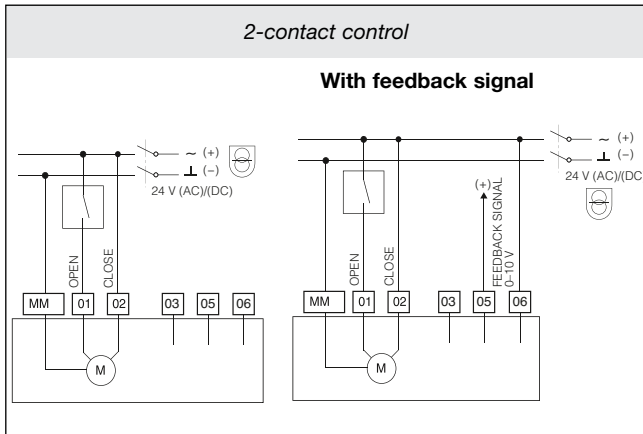 2-contact control
With feedback signal
~ (+)
⊥ (−)
24 V (AC)/(DC)
OPEN
CLOSE
MM 01 02 03 05 06
M
~ (+)
⊥ (−)
24 V (AC)/(DC
(+)
OPEN
CLOSE
FEEDBACK SIGNAL
0–10 V
MM 01 02 03 05 06
M